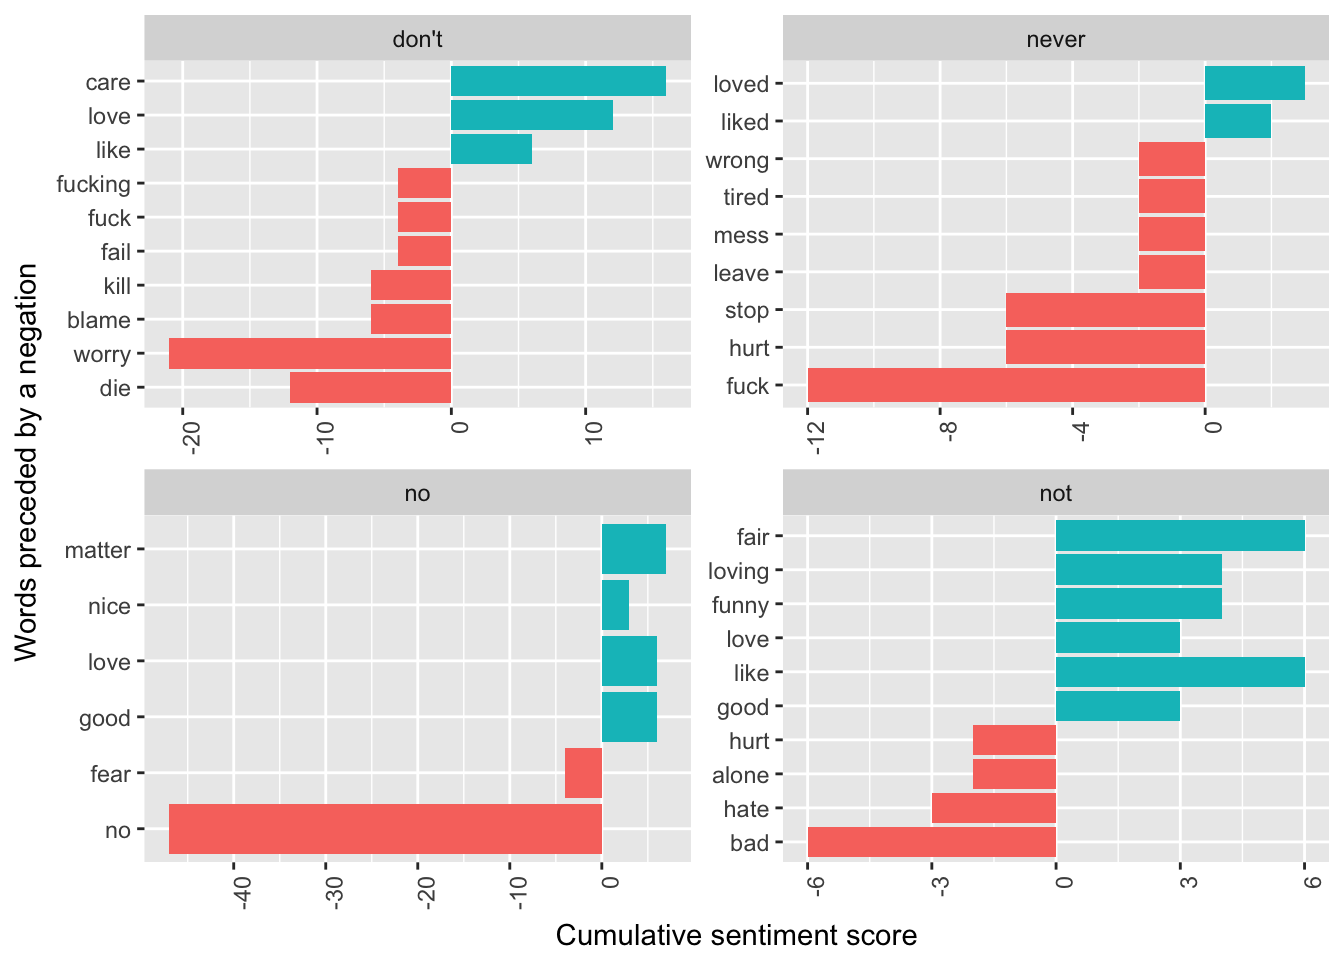 don't
care
love
like
fucking
fuck
fail
kill
blame
worry
die
-20 -10 0 10
never
loved
liked
wrong
tired
mess
leave
stop
hurt
fuck
-12 -8 -4 0
no
matter
nice
love
good
fear
no
-40 -30 -20 -10 0
not
fair
loving
funny
love
like
good
hurt
alone
hate
bad
-6 -3 0 3 6
Words preceded by a negation
Cumulative sentiment score